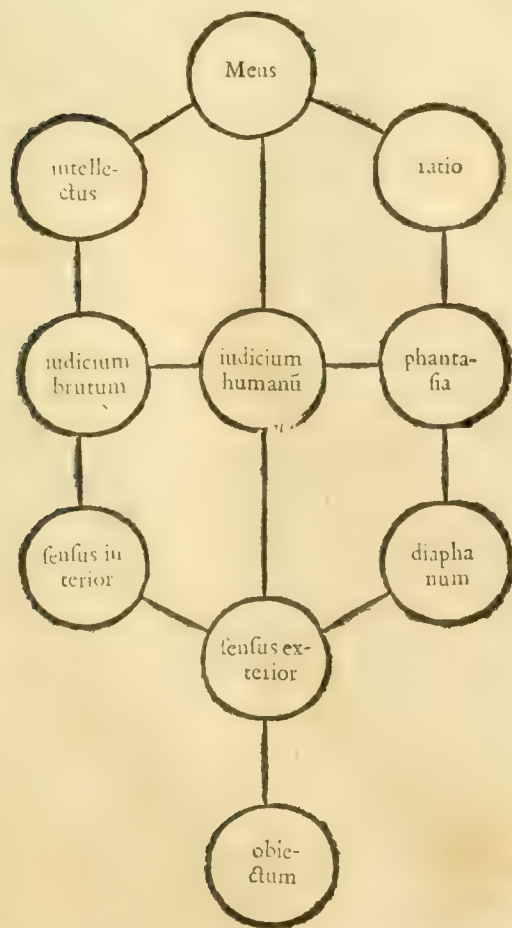 Mens
intelle-
ctus
ratio
iudicium
brutum
iudicium
humanū
phanta-
ſia
ſenſus in
terior
diapha
num
ſenſus ex-
terior
obie-
ctum